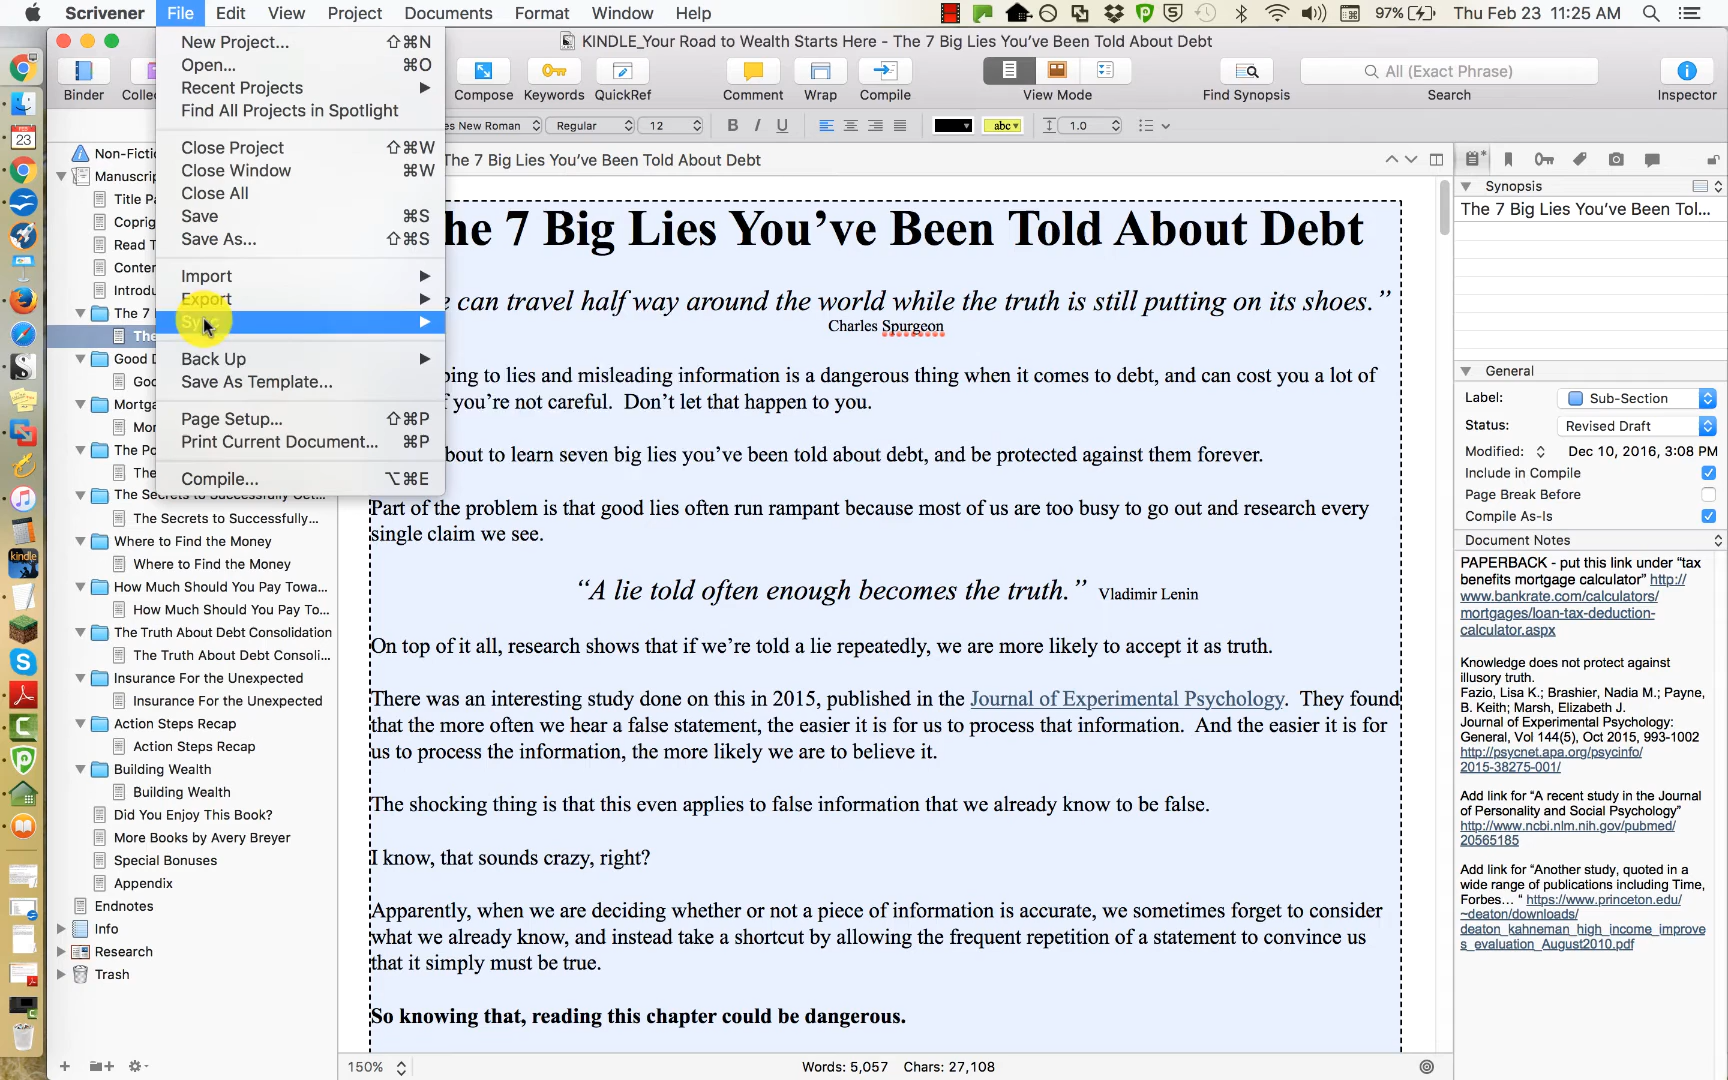 Scrivener File Edit View Project Documents Format Window Help 97% Thu Feb 23 11:25 AM
KINDLE_Your Road to Wealth Starts Here - The 7 Big Lies You’ve Been Told About Debt
New Project... ⇧⌘N
Open... ⌘O
Recent Projects
Find All Projects in Spotlight
Close Project ⇧⌘W
Close Window ⌘W
Close All
Save ⌘S
Save As... ⇧⌘S
Import
Export
Sync
Back Up
Save As Template...
Page Setup... ⇧⌘P
Print Current Document... ⌘P
Compile... ⌥⌘E
Binder Compose Keywords QuickRef Comment Wrap Compile View Mode Find Synopsis Search Inspector
All (Exact Phrase)
es New Roman Regular 12 B I U abc 1.0
The 7 Big Lies You’ve Been Told About Debt
Non-Fictio
Manuscrip
Title Pa
Coprig
Read T
Conten
Introdu
The 7
The
Good D
Goo
Mortga
Mor
The Po
The
The Secrets to Successfully Get...
The Secrets to Successfully...
Where to Find the Money
Where to Find the Money
How Much Should You Pay Towa...
How Much Should You Pay To...
The Truth About Debt Consolidation
The Truth About Debt Consoli...
Insurance For the Unexpected
Insurance For the Unexpected
Action Steps Recap
Action Steps Recap
Building Wealth
Building Wealth
Did You Enjoy This Book?
More Books by Avery Breyer
Special Bonuses
Appendix
Endnotes
Info
Research
Trash
23
kindle
he 7 Big Lies You’ve Been Told About Debt
e can travel half way around the world while the truth is still putting on its shoes.”
Charles Spurgeon
ing to lies and misleading information is a dangerous thing when it comes to debt, and can cost you a lot of
f you’re not careful. Don’t let that happen to you.
bout to learn seven big lies you’ve been told about debt, and be protected against them forever.
Part of the problem is that good lies often run rampant because most of us are too busy to go out and research every
single claim we see.
“A lie told often enough becomes the truth.” Vladimir Lenin
On top of it all, research shows that if we’re told a lie repeatedly, we are more likely to accept it as truth.
There was an interesting study done on this in 2015, published in the Journal of Experimental Psychology. They found
that the more often we hear a false statement, the easier it is for us to process that information. And the easier it is for
us to process the information, the more likely we are to believe it.
The shocking thing is that this even applies to false information that we already know to be false.
I know, that sounds crazy, right?
Apparently, when we are deciding whether or not a piece of information is accurate, we sometimes forget to consider
what we already know, and instead take a shortcut by allowing the frequent repetition of a statement to convince us
that it simply must be true.
So knowing that, reading this chapter could be dangerous.
150% Words: 5,057 Chars: 27,108
Synopsis
The 7 Big Lies You’ve Been Tol...
General
Label: Sub-Section
Status: Revised Draft
Modified: Dec 10, 2016, 3:08 PM
Include in Compile
Page Break Before
Compile As-Is
Document Notes
PAPERBACK - put this link under “tax
benefits mortgage calculator” http://
www.bankrate.com/calculators/
mortgages/loan-tax-deduction-
calculator.aspx
Knowledge does not protect against
illusory truth.
Fazio, Lisa K.; Brashier, Nadia M.; Payne,
B. Keith; Marsh, Elizabeth J.
Journal of Experimental Psychology:
General, Vol 144(5), Oct 2015, 993-1002
http://psycnet.apa.org/psycinfo/
2015-38275-001/
Add link for “A recent study in the Journal
of Personality and Social Psychology”
http://www.ncbi.nlm.nih.gov/pubmed/
20565185
Add link for “Another study, quoted in a
wide range of publications including Time,
Forbes... “ https://www.princeton.edu/
~deaton/downloads/
deaton_kahneman_high_income_improve
s_evaluation_August2010.pdf